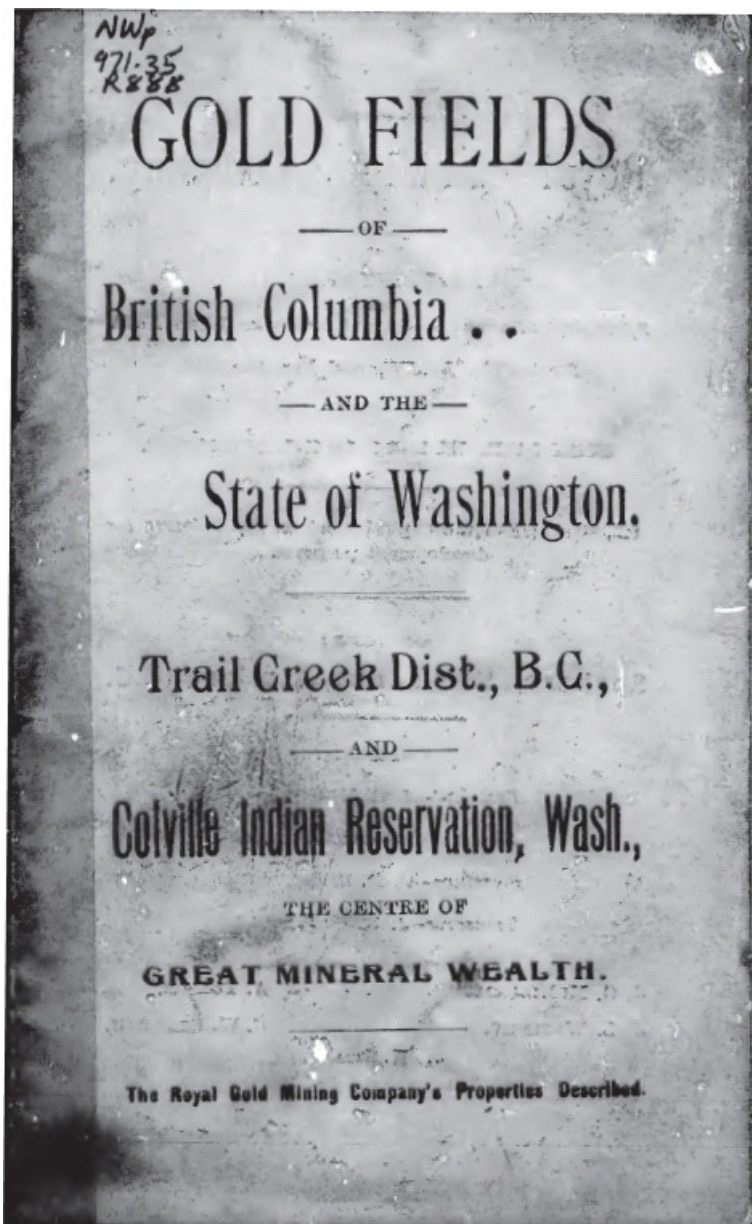 NWp
971.35
R888
GOLD FIELDS
OF
British Columbia . .
AND THE
State of Washington.
Trail Creek Dist., B.C.,
AND
Colville Indian Reservation, Wash.,
THE CENTRE OF
GREAT MINERAL WEALTH.
The Royal Gold Mining Company's Properties Described.